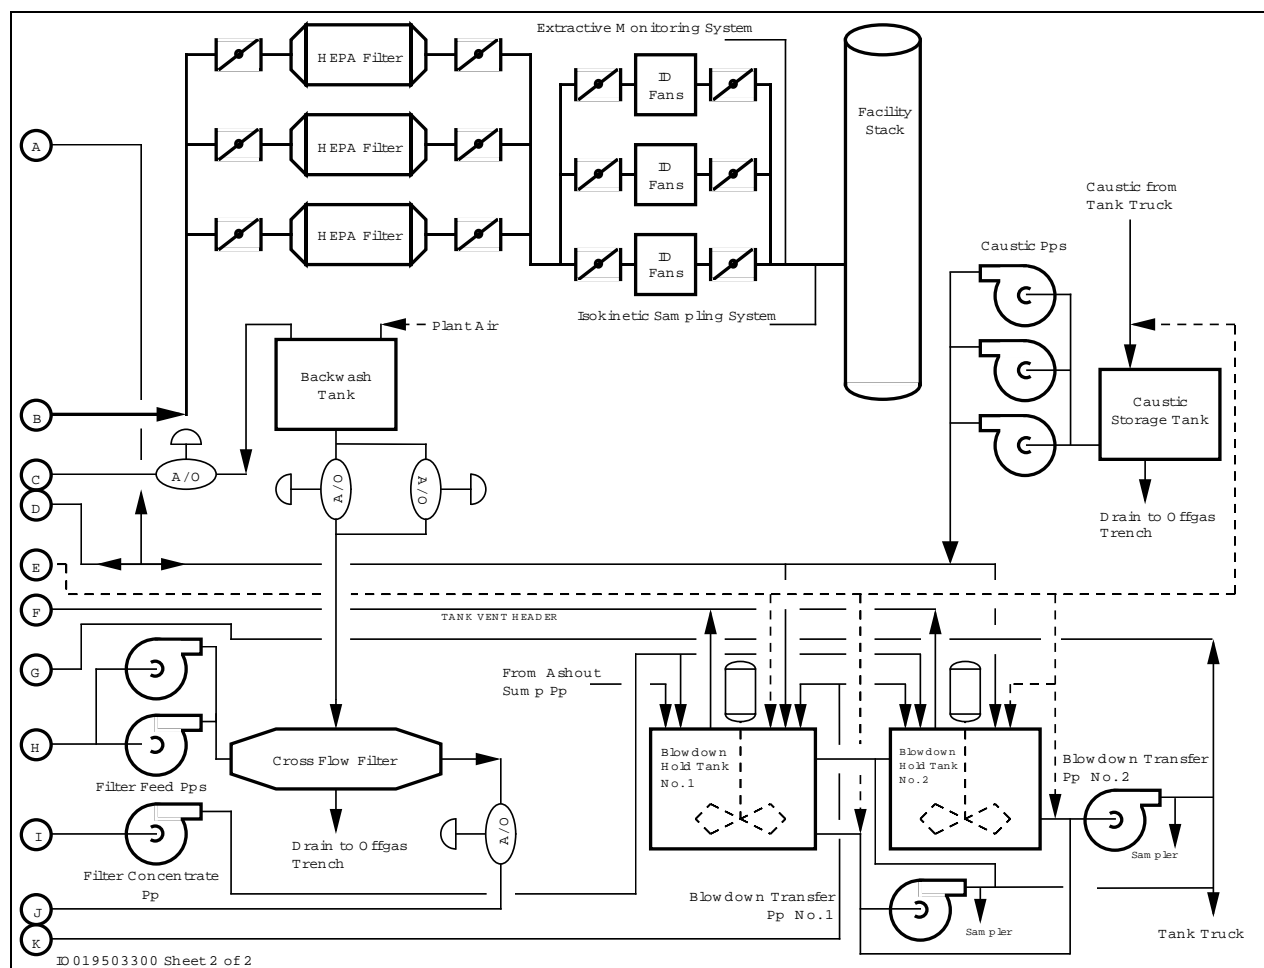 Extractive Monitoring System
HEPA Filter
ID
Fans
Facility
Stack
A
HEPA Filter
ID
Fans
Caustic from
Tank Truck
HEPA Filter
ID
Fans
Caustic Pps
Isokinetic Sampling System
Plant Air
Backwash
Tank
Caustic
Storage Tank
B
C
A/O
A/O
A/O
D
Drain to Offgas
Trench
E
F
TANK VENT HEADER
G
From Ashout
Sump Pp
H
Filter Feed Pps
Cross Flow Filter
Blowdown
Hold Tank
No.1
Blowdown
Hold Tank
No.2
Blowdown Transfer
Pp No.2
I
A/O
Drain to Offgas
Trench
Sampler
Filter Concentrate
Pp
Blowdown Transfer
Pp No.1
J
Sampler
Tank Truck
K
ID019503300 Sheet 2 of 2